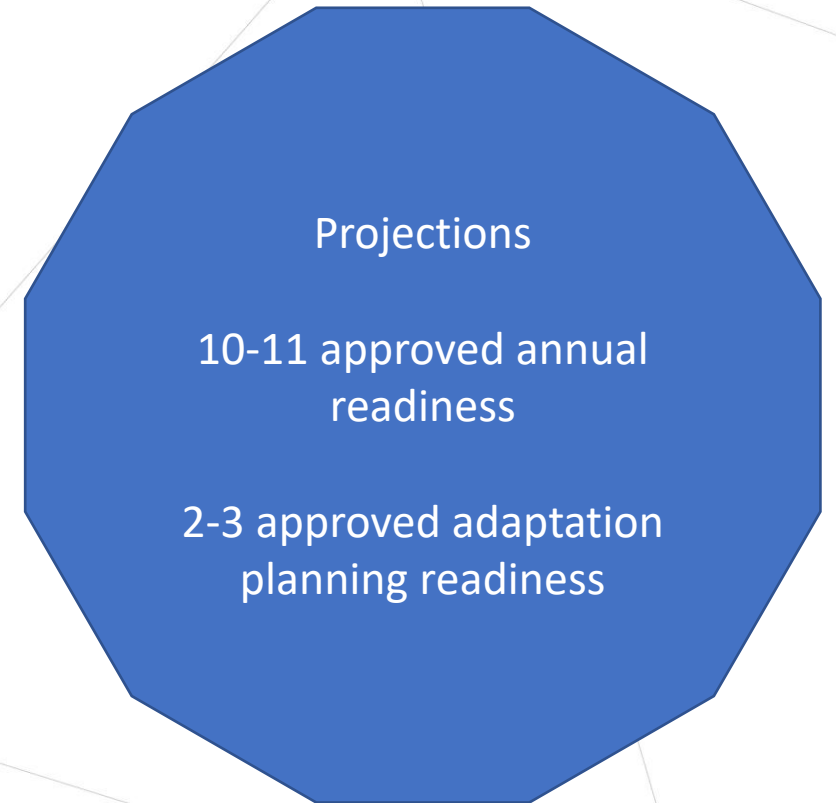 Projections
10-11 approved annual
readiness
2-3 approved adaptation
planning readiness